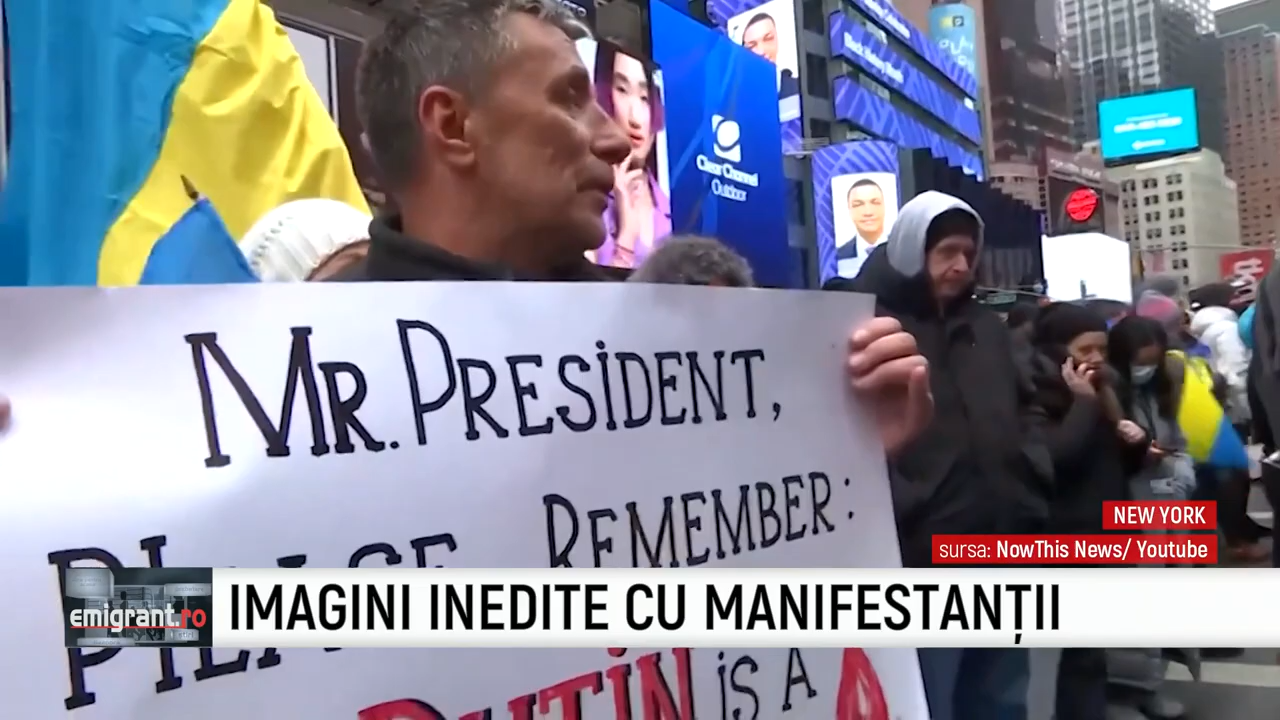 Clear Channel
Outdoor
MR. PRESIDENT,
PLEASE REMEMBER:
PUTIN IS A
NEW YORK
sursa: NowThis News/ Youtube
emigrant.ro
IMAGINI INEDITE CU MANIFESTANȚII